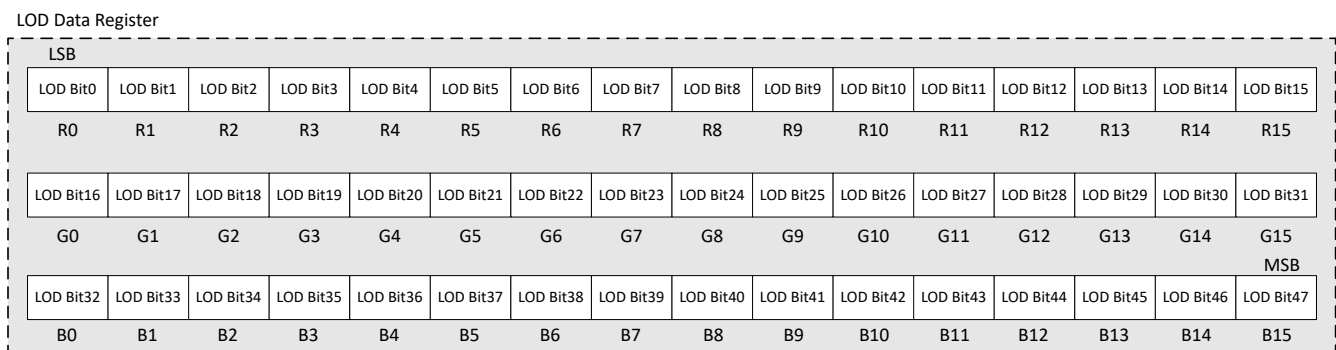 LOD Data Register
LSB
LOD Bit0 LOD Bit1 LOD Bit2 LOD Bit3 LOD Bit4 LOD Bit5 LOD Bit6 LOD Bit7 LOD Bit8 LOD Bit9 LOD Bit10 LOD Bit11 LOD Bit12 LOD Bit13 LOD Bit14 LOD Bit15
R0 R1 R2 R3 R4 R5 R6 R7 R8 R9 R10 R11 R12 R13 R14 R15
LOD Bit16 LOD Bit17 LOD Bit18 LOD Bit19 LOD Bit20 LOD Bit21 LOD Bit22 LOD Bit23 LOD Bit24 LOD Bit25 LOD Bit26 LOD Bit27 LOD Bit28 LOD Bit29 LOD Bit30 LOD Bit31
G0 G1 G2 G3 G4 G5 G6 G7 G8 G9 G10 G11 G12 G13 G14 G15
MSB
LOD Bit32 LOD Bit33 LOD Bit34 LOD Bit35 LOD Bit36 LOD Bit37 LOD Bit38 LOD Bit39 LOD Bit40 LOD Bit41 LOD Bit42 LOD Bit43 LOD Bit44 LOD Bit45 LOD Bit46 LOD Bit47
B0 B1 B2 B3 B4 B5 B6 B7 B8 B9 B10 B11 B12 B13 B14 B15